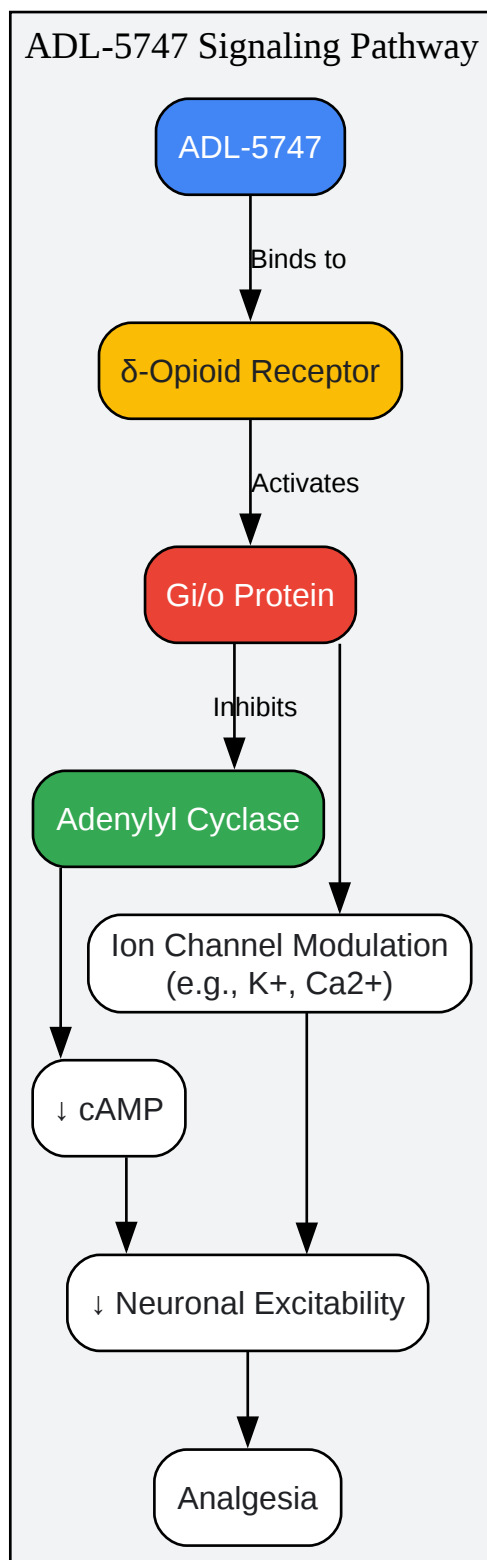 ADL-5747 Signaling Pathway
ADL-5747
Binds to
δ-Opioid Receptor
Activates
Gi/o Protein
Inhibits
Adenylyl Cyclase
Ion Channel Modulation
(e.g., K+, Ca2+)
↓ cAMP
↓ Neuronal Excitability
Analgesia